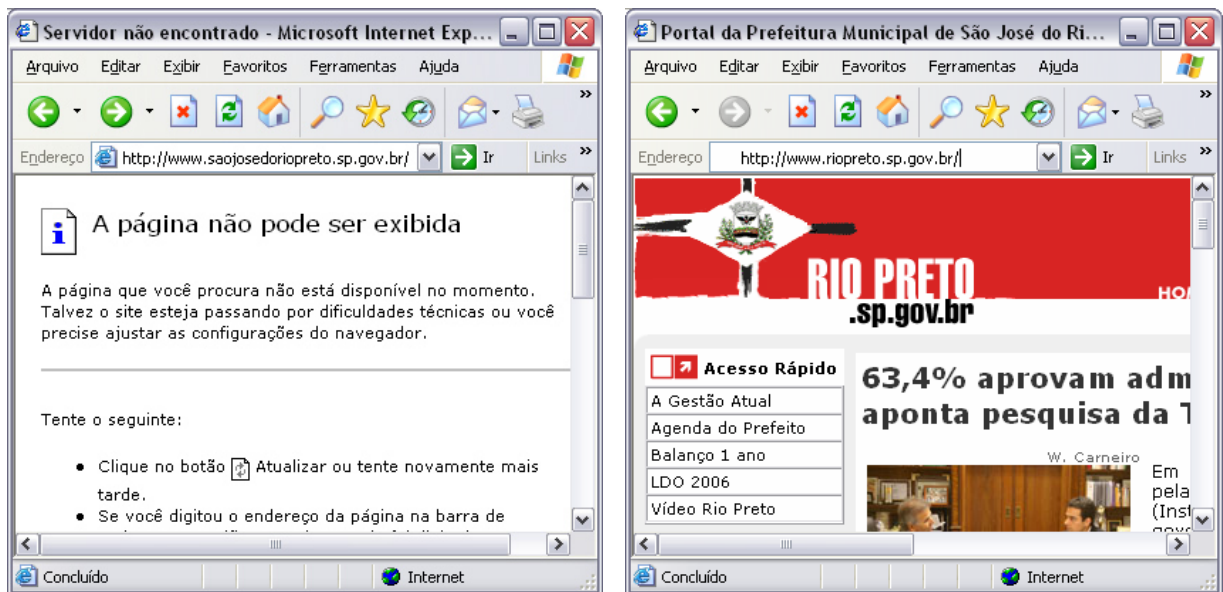 Servidor não encontrado - Microsoft Internet Exp...
Arquivo Editar Exibir Favoritos Ferramentas Ajuda
Endereço http://www.saojosedoriopreto.sp.gov.br/ Ir Links
A página não pode ser exibida
A página que você procura não está disponível no momento.
Talvez o site esteja passando por dificuldades técnicas ou você
precise ajustar as configurações do navegador.
Tente o seguinte:
Clique no botão Atualizar ou tente novamente mais
tarde.
Se você digitou o endereço da página na barra de
Concluído Internet
Portal da Prefeitura Municipal de São José do Ri...
Arquivo Editar Exibir Favoritos Ferramentas Ajuda
Endereço http://www.riopreto.sp.gov.br/ Ir Links
RIO PRETO
.sp.gov.br
Acesso Rápido
A Gestão Atual
Agenda do Prefeito
Balanço 1 ano
LDO 2006
Vídeo Rio Preto
63,4% aprovam adm
aponta pesquisa da T
W. Carneiro
Em
pela
(Inst
Concluído Internet